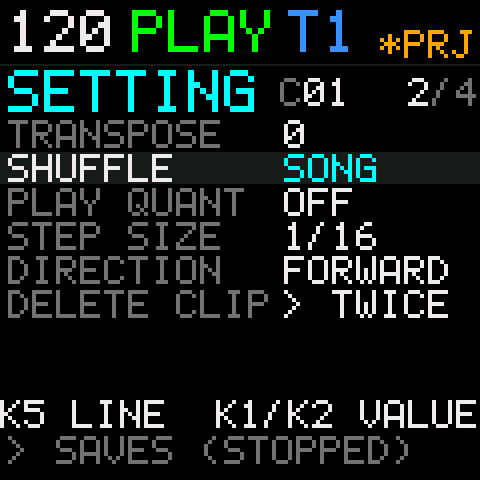 120 PLAY T1 *PRJ
SETTING C01 2/4
TRANSPOSE 0
SHUFFLE SONG
PLAY QUANT OFF
STEP SIZE 1/16
DIRECTION FORWARD
DELETE CLIP > TWICE
K5 LINE K1/K2 VALUE
> SAVES (STOPPED)